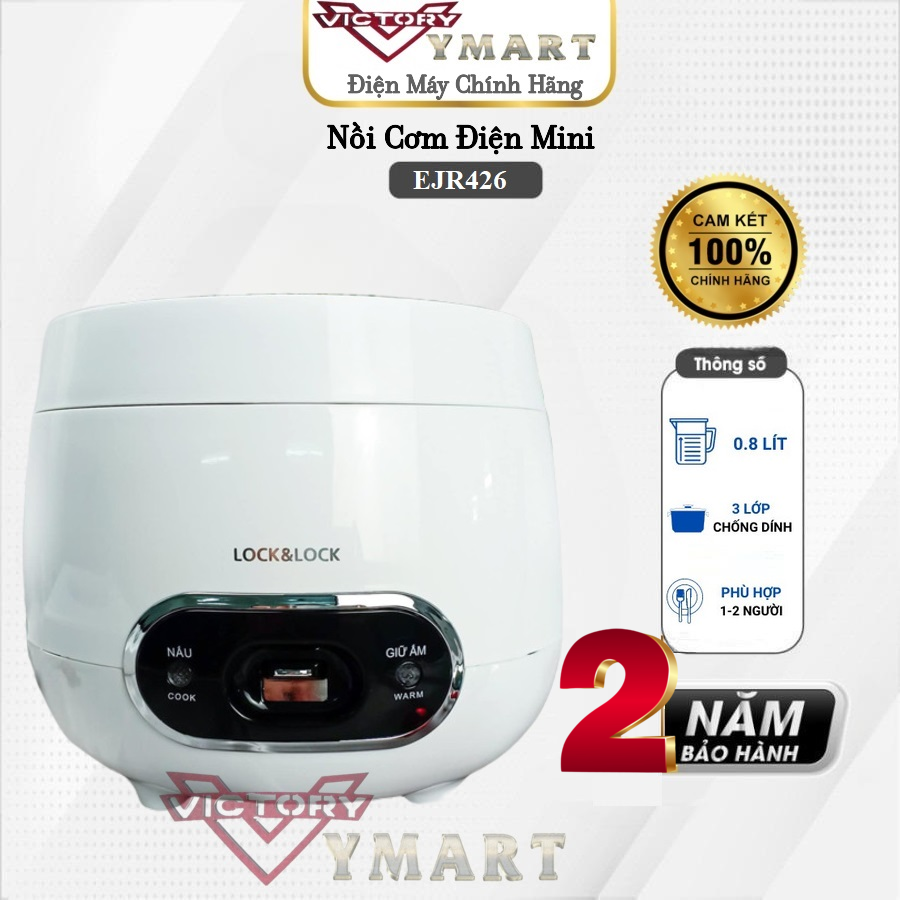 VICTORY
YMART
Điện Máy Chính Hãng
Nồi Cơm Điện Mini
EJR426
CAM KẾT
100%
CHÍNH HÃNG
Thông số
0.8 LÍT
3 LỚP
CHỐNG DÍNH
PHÙ HỢP
1-2 NGƯỜI
LOCK&LOCK
NẤU
COOK
GIỮ ẤM
WARM
2 NĂM
BẢO HÀNH
VICTORY
YMART